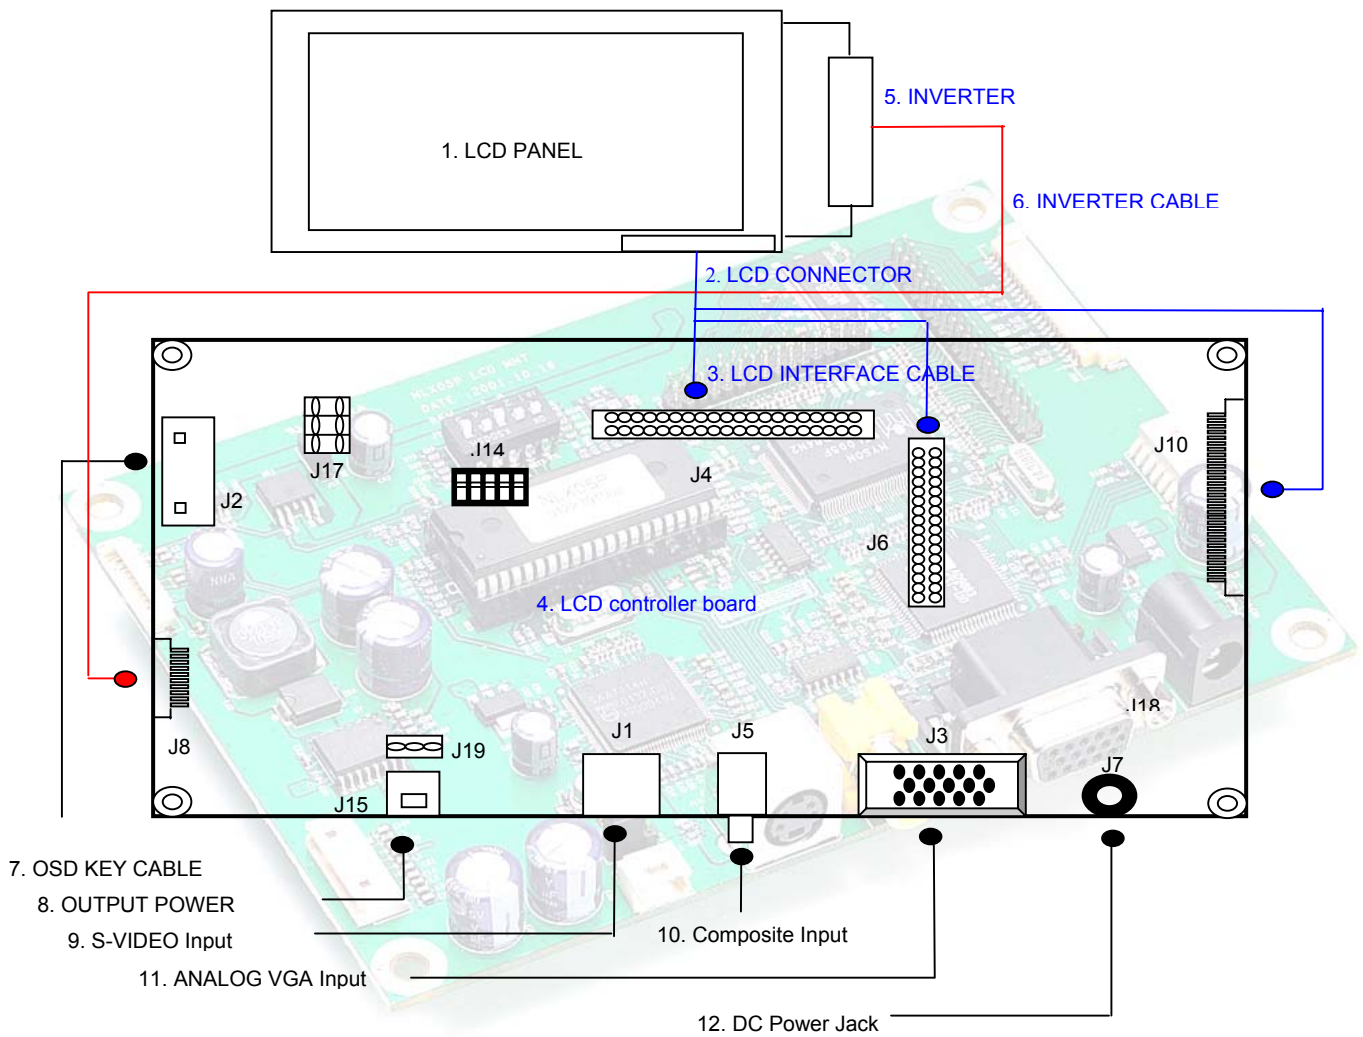 5. INVERTER
1. LCD PANEL
6. INVERTER CABLE
2. LCD CONNECTOR
3. LCD INTERFACE CABLE
J17
J14
J4
J10
J2
J6
4. LCD controller board
J8
J19
J1
J5
J3
J18
J7
J15
7. OSD KEY CABLE
8. OUTPUT POWER
9. S-VIDEO Input
10. Composite Input
11. ANALOG VGA Input
12. DC Power Jack